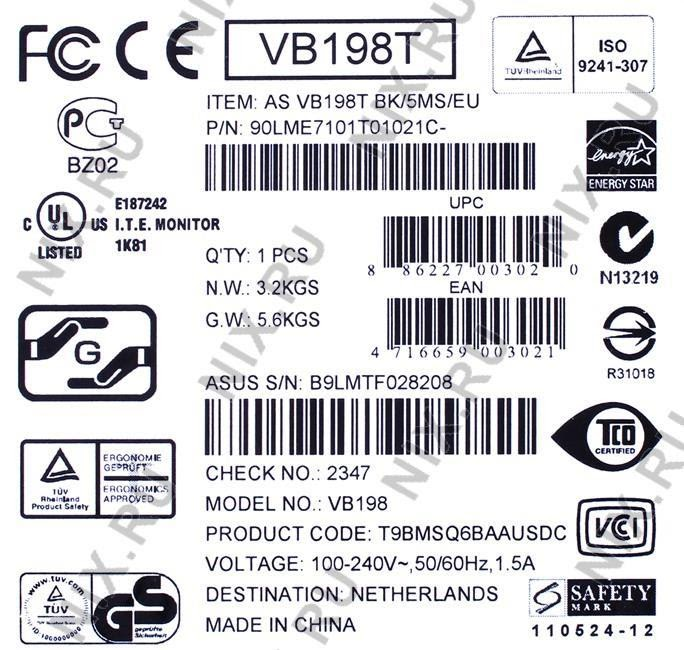 FC CE
VB198T
TÜVRheinland
ISO
9241-307
ITEM: AS VB198T BK/5MS/EU
P/N: 90LME7101T01021C-
PG
BZ02
energy
ENERGY STAR
E187242
C UL US I.T.E. MONITOR
LISTED 1K81
UPC
8 86227 00302 0
Q'TY: 1 PCS
N.W.: 3.2KGS
G.W.: 5.6KGS
EAN
4 716659 003021
N13219
R31018
G
ASUS S/N: B9LMTF028208
TCO
CERTIFIED
CHECK NO.: 2347
MODEL NO.: VB198
PRODUCT CODE: T9BMSQ6BAAUSDC
VOLTAGE: 100-240V~,50/60Hz,1.5A
DESTINATION: NETHERLANDS
MADE IN CHINA
TÜV
Rheinland
Product Safety
ERGONOMIE
GEPRÜFT
ERGONOMICS
APPROVED
VCI
www.tuv.com
TÜV
ID:1000000000
GS
geprüfte
Sicherheit
S SAFETY
MARK
110524-12
NIX.RU